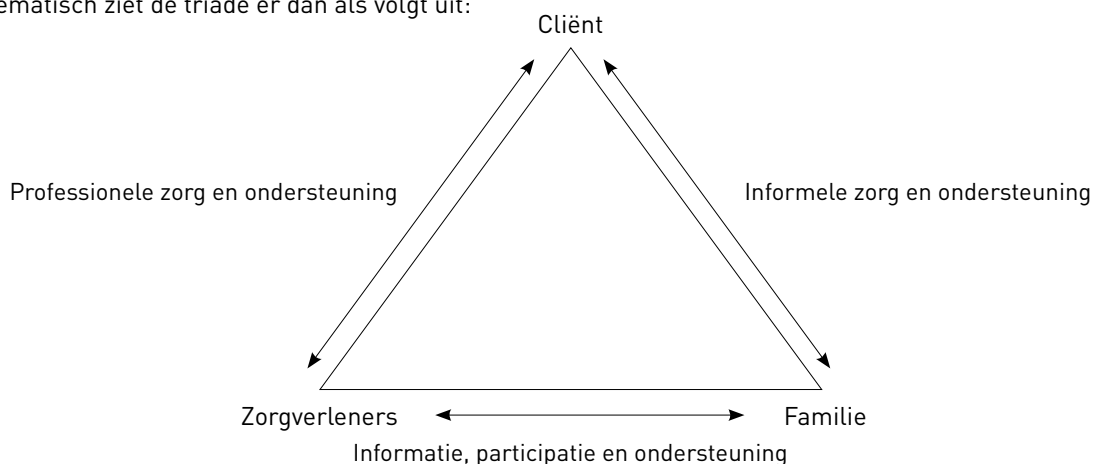 ziet de triade er dan als volgt uit:
Cliënt
Professionele zorg en ondersteuning
Informele zorg en ondersteuning
Zorgverleners
Familie
Informatie, participatie en ondersteuning